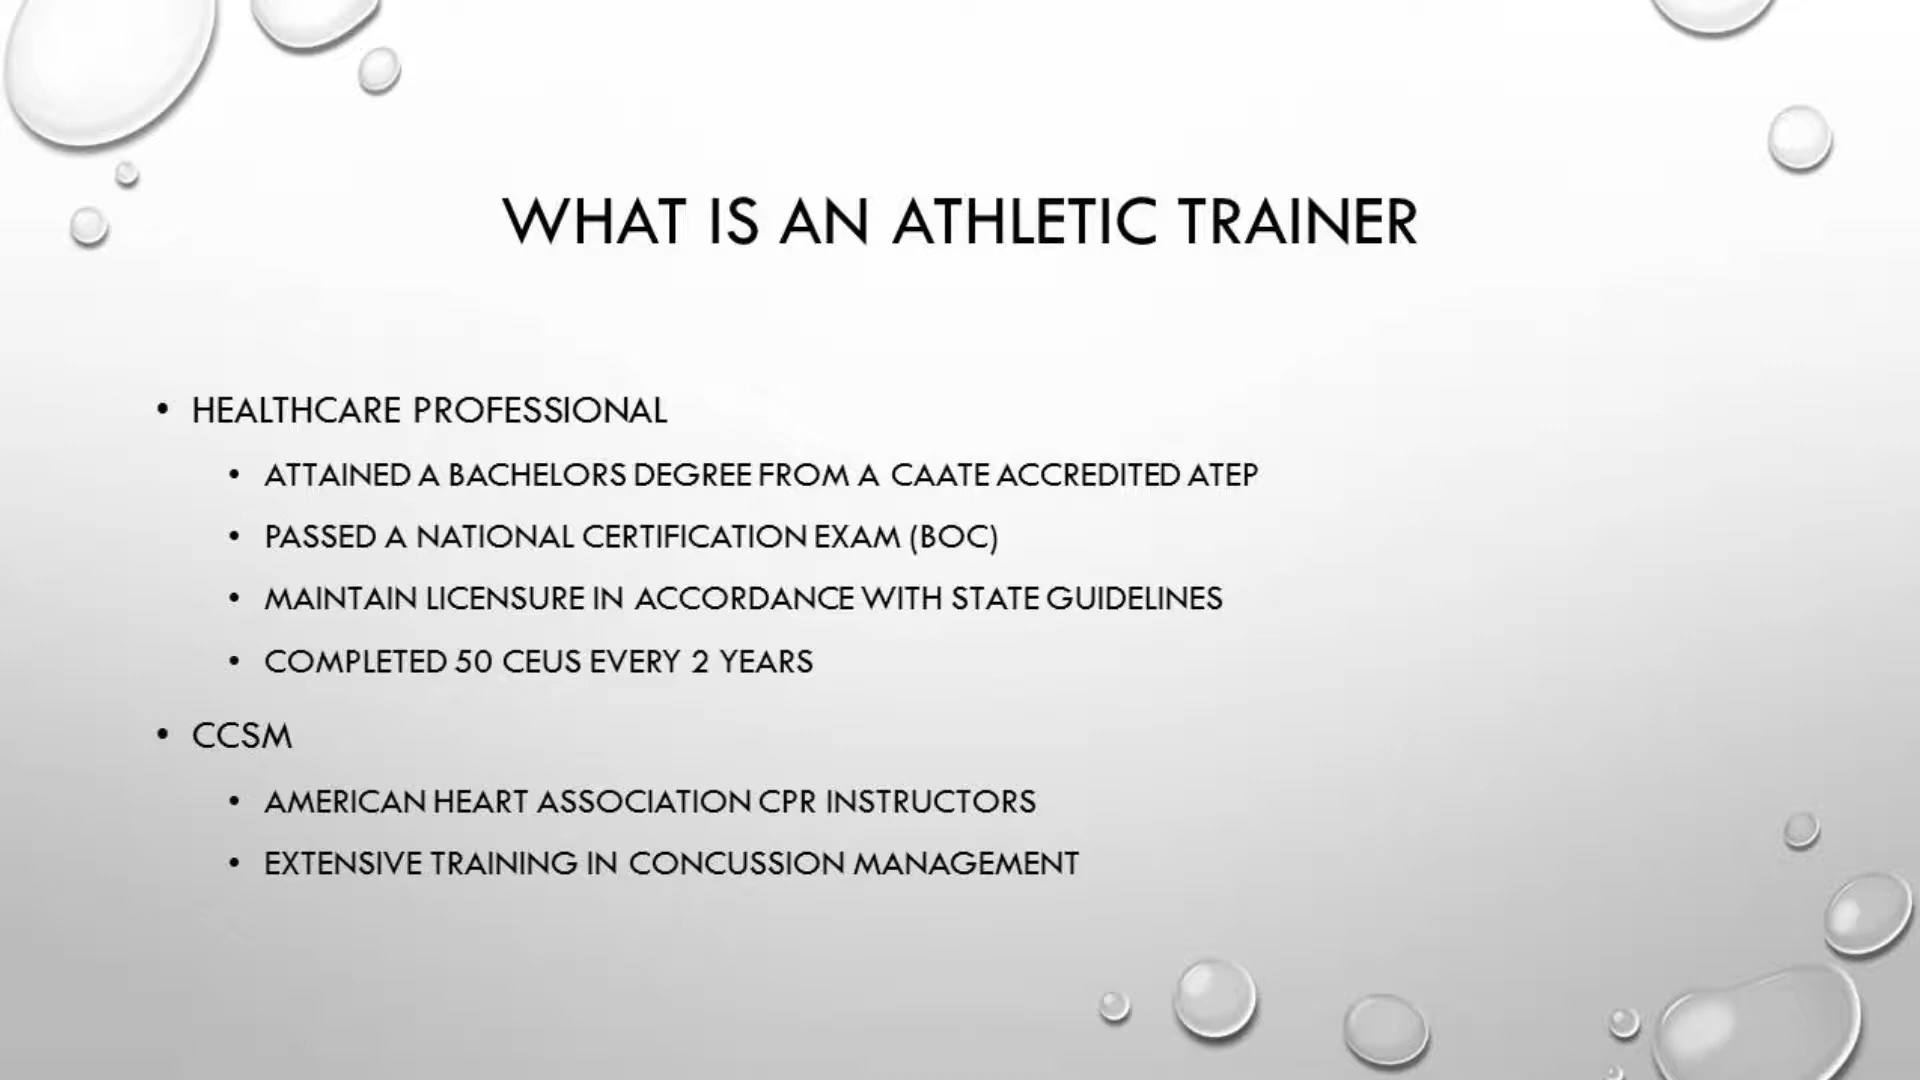 WHAT IS AN ATHLETIC TRAINER
• HEALTHCARE PROFESSIONAL
• ATTAINED A BACHELORS DEGREE FROM A CAATE ACCREDITED ATEP
• PASSED A NATIONAL CERTIFICATION EXAM (BOC)
• MAINTAIN LICENSURE IN ACCORDANCE WITH STATE GUIDELINES
• COMPLETED 50 CEUS EVERY 2 YEARS
• CCSM
• AMERICAN HEART ASSOCIATION CPR INSTRUCTORS
• EXTENSIVE TRAINING IN CONCUSSION MANAGEMENT